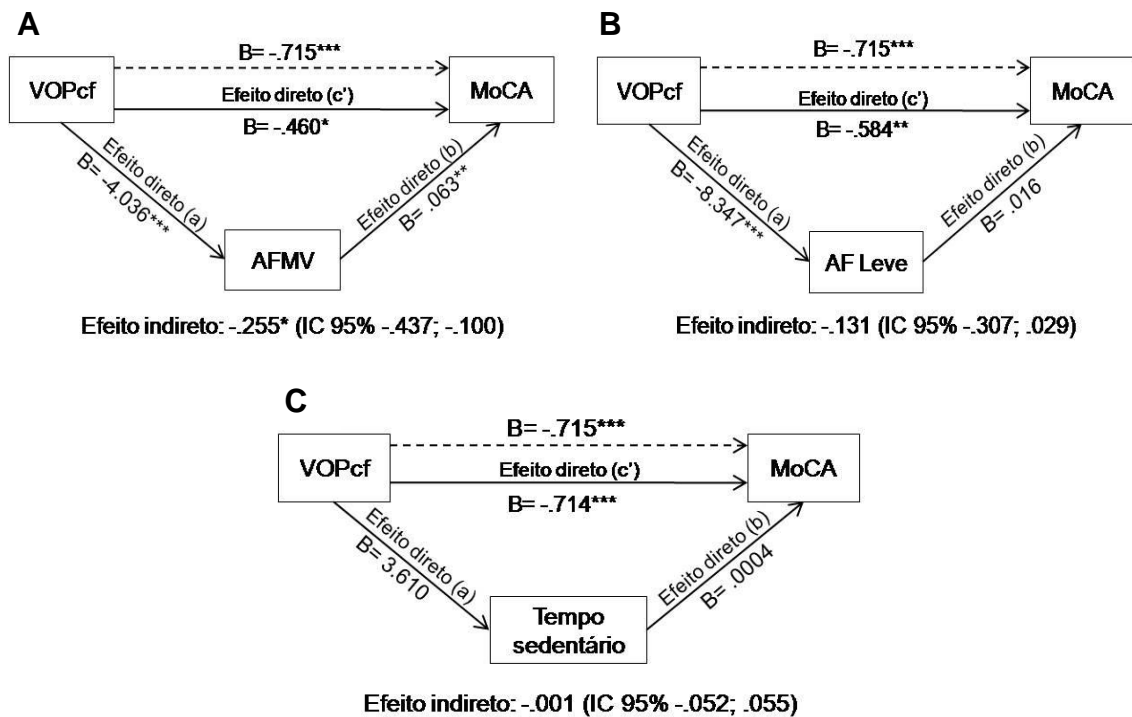 A
B= -.715***
VOPcf
MoCA
Efeito direto (c')
B= -.460*
Efeito direto (a)
B= -4.036***
Efeito direto (b)
B= .063**
AFMV
Efeito indireto: -.255* (IC 95% -.437; -.100)
B
B= -.715***
VOPcf
MoCA
Efeito direto (c')
B= -.584**
Efeito direto (a)
B= -8.347***
Efeito direto (b)
B= .016
AF Leve
Efeito indireto: -.131 (IC 95% -.307; .029)
C
B= -.715***
VOPcf
MoCA
Efeito direto (c')
B= -.714***
Efeito direto (a)
B= 3.610
Efeito direto (b)
B= .0004
Tempo
sedentário
Efeito indireto: -.001 (IC 95% -.052; .055)